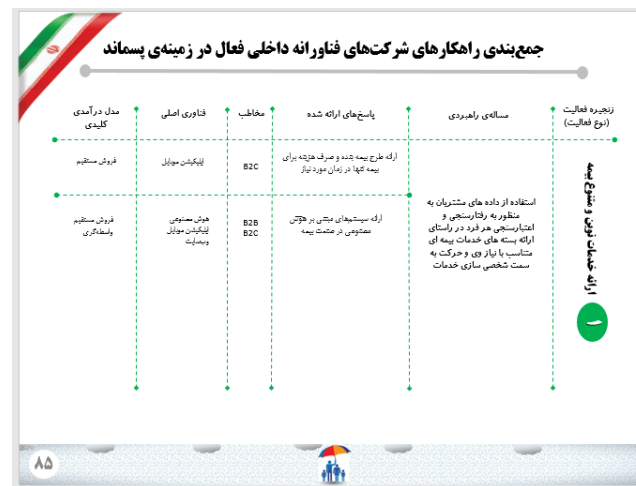 جمع‌بندی راهکارهای شرکت‌های فناورانه داخلی فعال در زمینه‌ی پسماند
زنجیره فعالیت
(نوع فعالیت)
مساله‌ی راهبردی
پاسخ‌های ارائه شده
مخاطب
فناوری اصلی
مدل درآمدی
کلیدی
ارائه خدمات نوین و متنوع بیمه
۱
استفاده از داده های مشتریان به
منظور به رفتارسنجی و
اعتبارسنجی هر فرد در راستای
ارائه بسته های خدمات بیمه ای
متناسب با نیاز وی و حرکت به
سمت شخصی سازی خدمات
ارائه طرح بیمه شده و صرف هزینه برای
بیمه تنها در زمان مورد نیاز
B2C
اپلیکیشن موبایل
فروش مستقیم
ارائه سیستم‌های مبتنی بر هوش
مصنوعی در صنعت بیمه
B2B
B2C
هوش مصنوعی
اپلیکیشن موبایل
وبسایت
فروش مستقیم
واسطه‌گری
۸۵